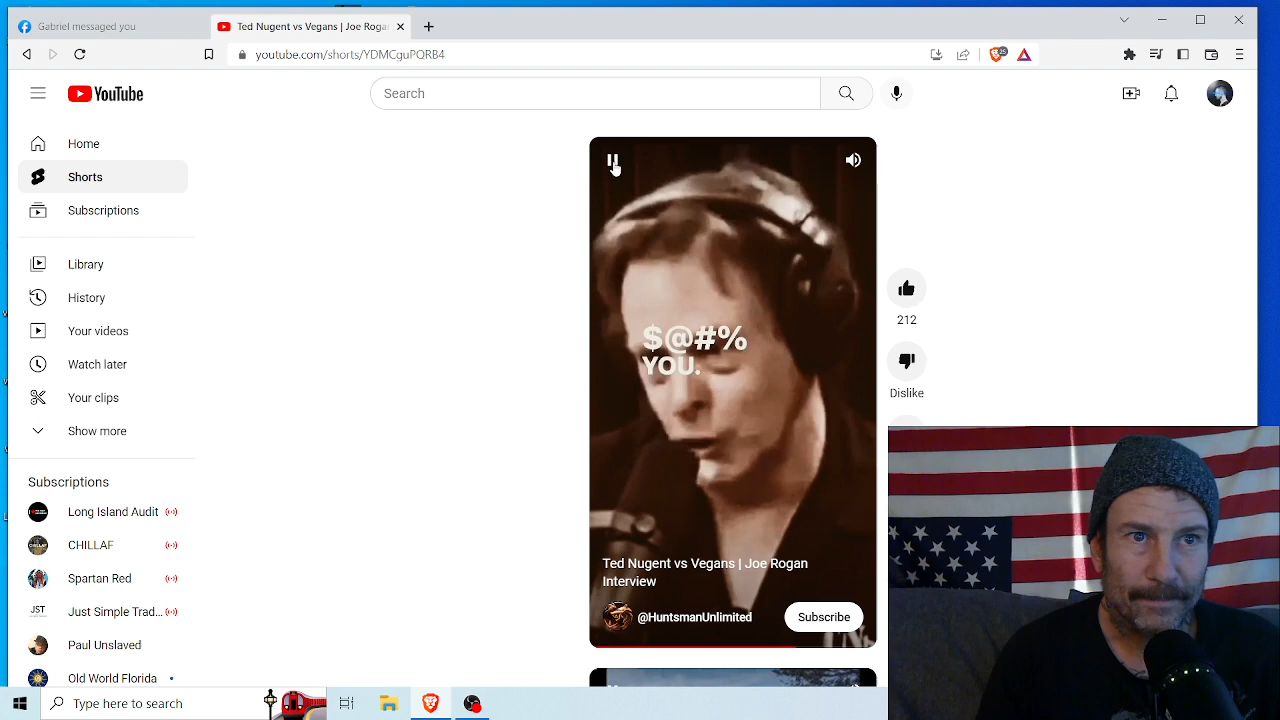 Gabriel messaged you
Ted Nugent vs Vegans | Joe Rogan
youtube.com/shorts/YDMCguPQRB4
25
YouTube
Search
Home
Shorts
Subscriptions
Library
History
Your videos
Watch later
Your clips
Show more
Subscriptions
Long Island Audit
CHILLAF
Spartan Red
JST
Just Simple Trad...
Paul Unslaved
Old World Florida
$@#%
YOU.
Ted Nugent vs Vegans | Joe Rogan
Interview
@HuntsmanUnlimited
Subscribe
212
Dislike
Type here to search